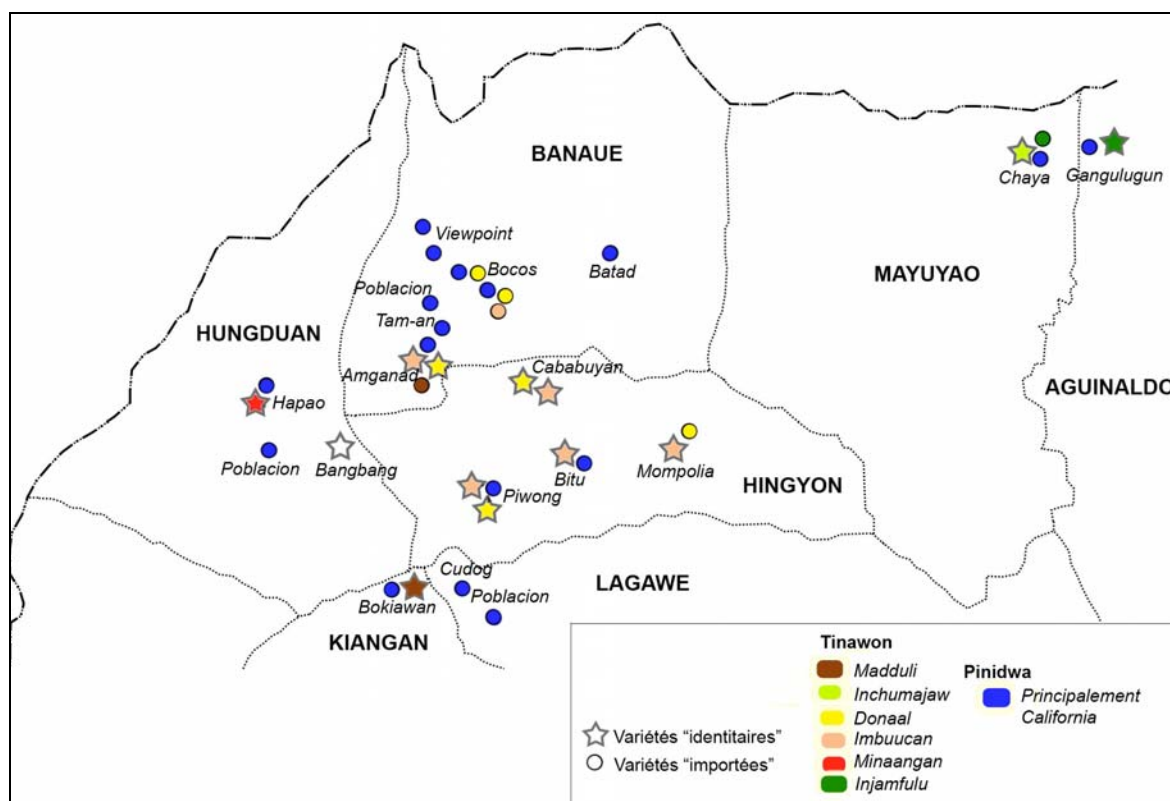 BANAUE
Chaya
Gangulugun
Viewpoint
Bocos
Batad
MAYUYAO
Poblacion
Tam-an
HUNGDUAN
Cababuyan
Amganad
AGUINALDO
Hapao
Poblacion
Bangbang
Bitu
Mompolia
HINGYON
Piwong
Cudog
LAGAWE
Poblacion
Bokiawan
KIANGAN
Tinawon
Madduli
Inchumajaw
Donaal
Imbuucan
Minaangan
Injamfulu
Pinidwa
Principalement
California
Variétés “identitaires”
Variétés “importées”